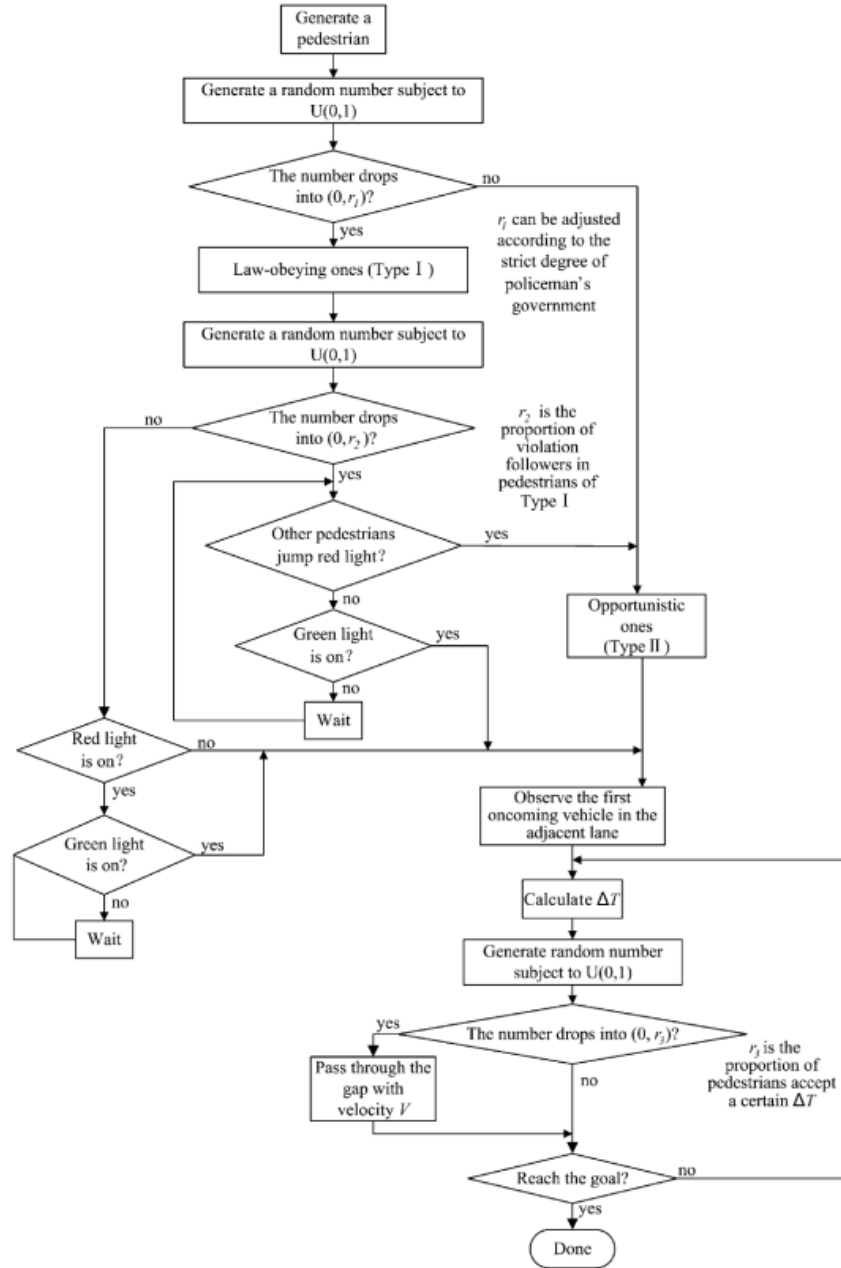 Generate a
pedestrian
Generate a random number subject to
U(0,1)
The number drops
into (0, r₁)?
no
yes
r₁ can be adjusted
according to the
strict degree of
policeman's
government
Law-obeying ones (Type Ⅰ)
Generate a random number subject to
U(0,1)
The number drops
into (0, r₂)?
no
yes
r₂ is the
proportion of
violation
followers in
pedestrians of
Type Ⅰ
Other pedestrians
jump red light?
yes
no
Opportunistic
ones
(Type Ⅱ)
Green light
is on?
yes
no
Wait
Red light
is on?
no
yes
Green light
is on?
yes
no
Wait
Observe the first
oncoming vehicle in the
adjacent lane
Calculate ΔT
Generate random number
subject to U(0,1)
The number drops into (0, r₃)?
yes
no
r₃ is the
proportion of
pedestrians accept
a certain ΔT
Pass through the
gap with
velocity V
Reach the goal?
no
yes
Done